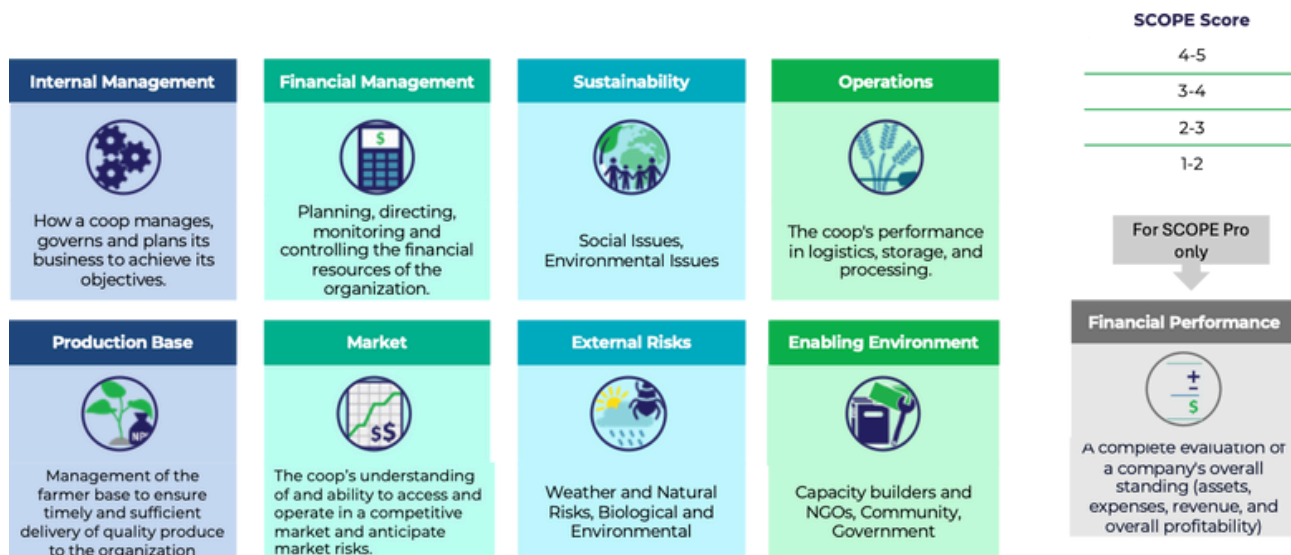 SCOPE Score
4-5
3-4
2-3
1-2
Internal Management
How a coop manages,
governs and plans its
business to achieve its
objectives.
Financial Management
$
Planning, directing,
monitoring and
controlling the financial
resources of the
organization.
Sustainability
Social Issues,
Environmental Issues
Operations
The coop's performance
in logistics, storage, and
processing.
For SCOPE Pro
only
Production Base
NP
Management of the
farmer base to ensure
timely and sufficient
delivery of quality produce
to the organization
Market
$$
The coop's understanding
of and ability to access and
operate in a competitive
market and anticipate
market risks.
External Risks
Weather and Natural
Risks, Biological and
Environmental
Enabling Environment
Capacity builders and
NGOs, Community,
Government
Financial Performance
+
-
$
A complete evaluation of
a company's overall
standing (assets,
expenses, revenue, and
overall profitability)